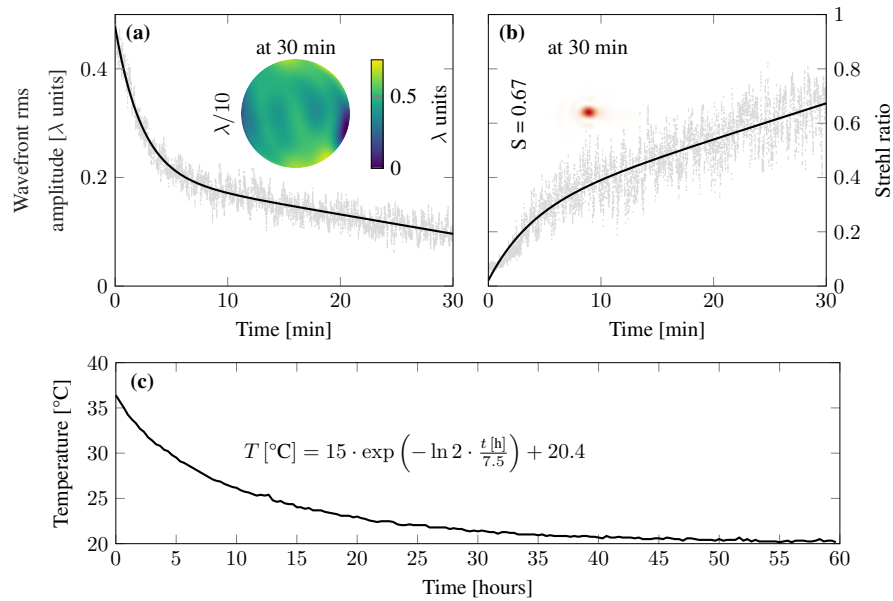 (a)
at 30 min
λ/10
0.5
0
λ units
Wavefront rms
amplitude [λ units]
0.4
0.2
0
0 10 20 30
Time [min]
(b)
at 30 min
S = 0.67
1
0.8
0.6
0.4
0.2
0
Strehl ratio
0 10 20 30
Time [min]
(c)
T [°C] = 15 · exp (− ln 2 · t [h]/7.5) + 20.4
Temperature [°C]
40
35
30
25
20
0 5 10 15 20 25 30 35 40 45 50 55 60
Time [hours]